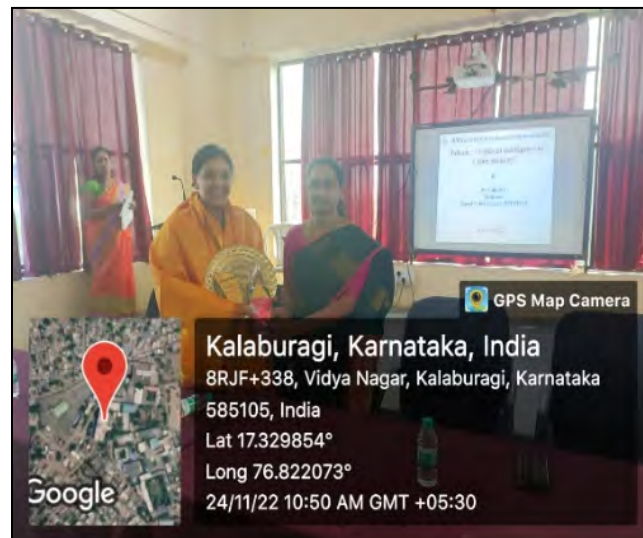 GPS Map Camera
Kalaburagi, Karnataka, India
8RJF+338, Vidya Nagar, Kalaburagi, Karnataka
585105, India
Lat 17.329854°
Long 76.822073°
24/11/22 10:50 AM GMT +05:30
Google